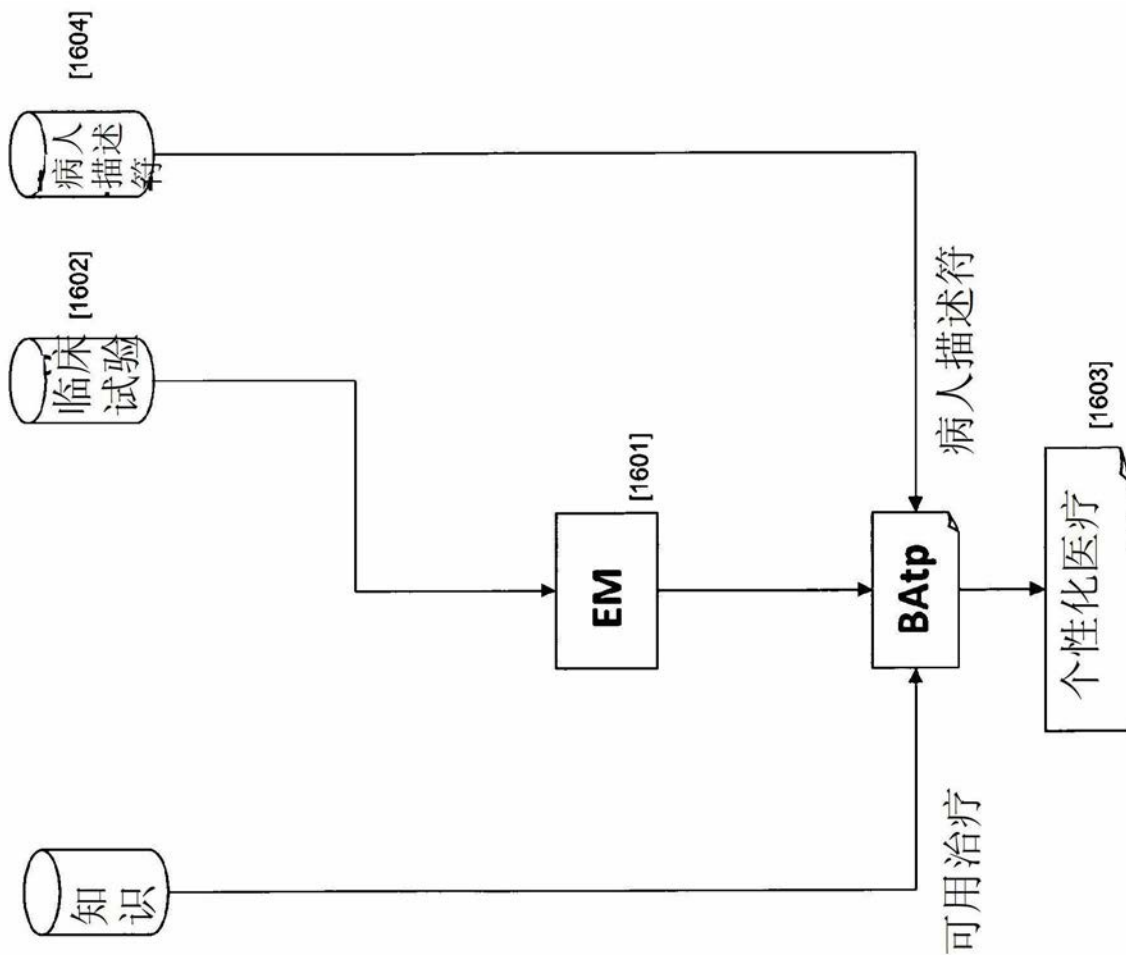 病人
描述
符
[1604]
临床
试验
[1602]
知
识
EM
[1601]
BAtp
病人描述符
可用治疗
个性化医疗
[1603]